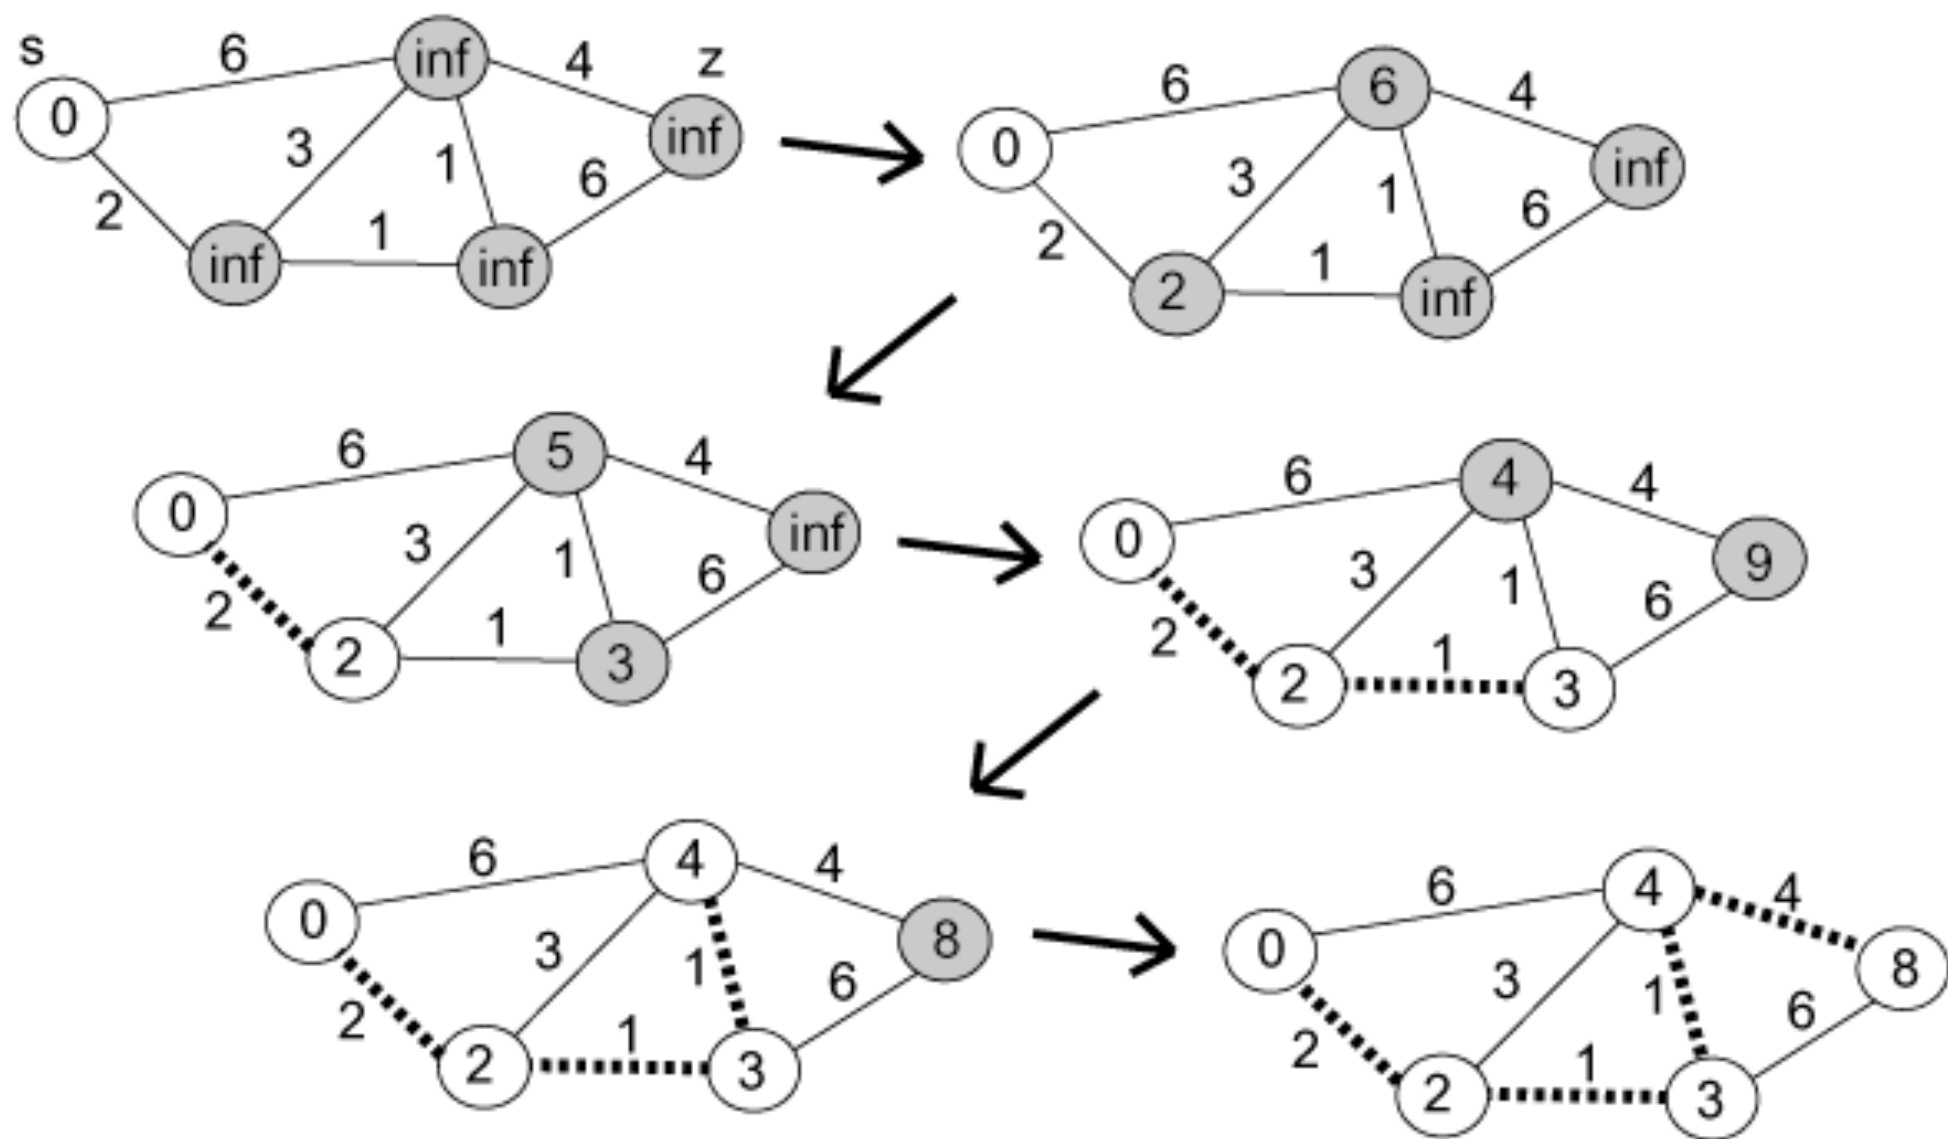 s 6 inf 4 z
0 3 1 inf
2 inf 1 inf 6
6 6 4
0 3 1 inf
2 2 1 inf 6
6 5 4
0 3 1 inf
2 2 1 3 6
6 4 4
0 3 1 9
2 2 1 3 6
6 4 4
0 3 1 8
2 2 1 3 6
6 4 4
0 3 1 8
2 2 1 3 6